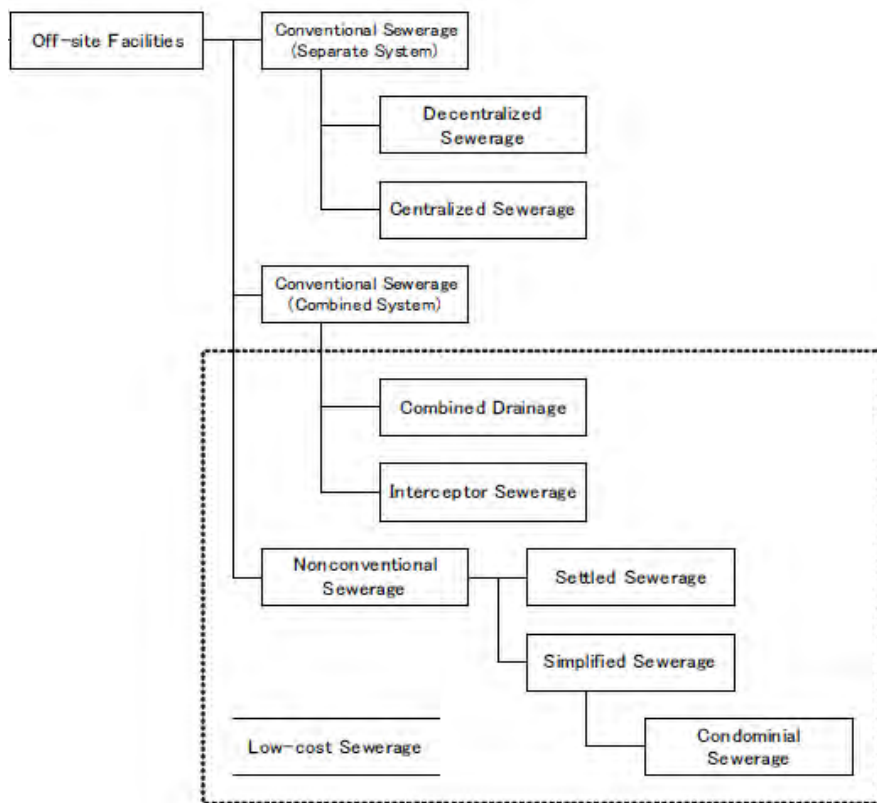 Off-site Facilities
Conventional Sewerage
(Separate System)
Decentralized
Sewerage
Centralized Sewerage
Conventional Sewerage
(Combined System)
Combined Drainage
Interceptor Sewerage
Nonconventional
Sewerage
Settled Sewerage
Simplified Sewerage
Low-cost Sewerage
Condominial
Sewerage